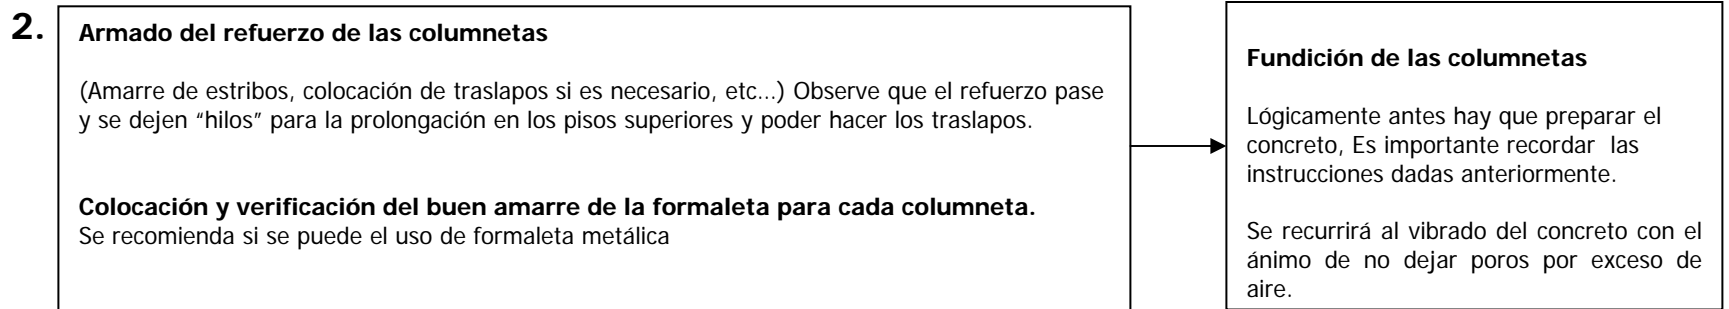 2.
Armado del refuerzo de las columnetas
(Amarre de estribos, colocación de traslapos si es necesario, etc...) Observe que el refuerzo pase
y se dejen "hilos" para la prolongación en los pisos superiores y poder hacer los traslapos.
Colocación y verificación del buen amarre de la formaleta para cada columneta.
Se recomienda si se puede el uso de formaleta metálica
Fundición de las columnetas
Lógicamente antes hay que preparar el
concreto, Es importante recordar las
instrucciones dadas anteriormente.
Se recurrirá al vibrado del concreto con el
ánimo de no dejar poros por exceso de
aire.